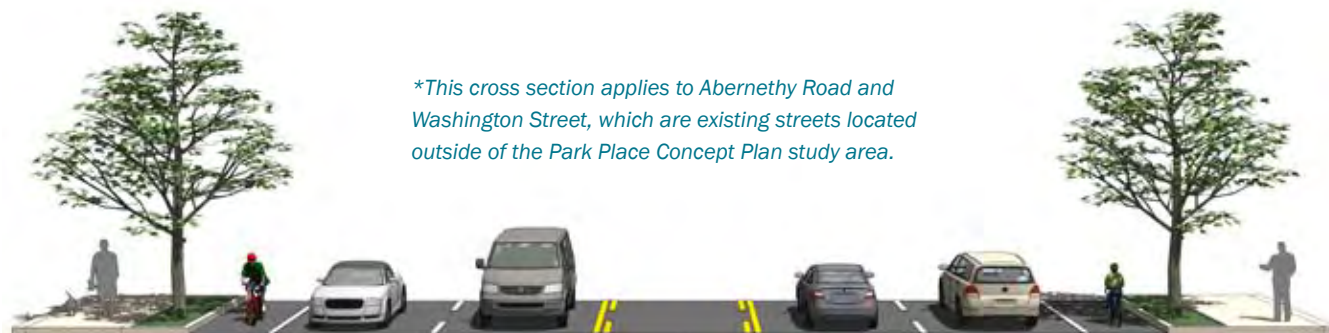 *This cross section applies to Abernethy Road and
Washington Street, which are existing streets located
outside of the Park Place Concept Plan study area.